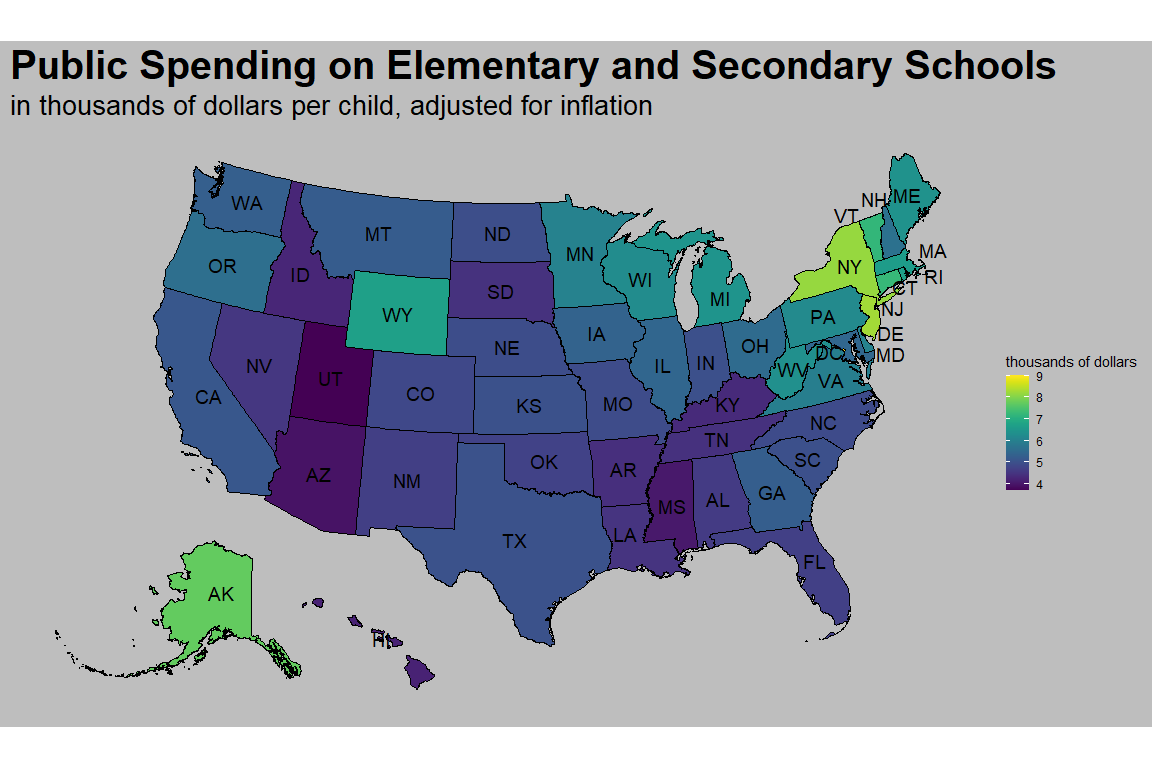 Public Spending on Elementary and Secondary Schools
in thousands of dollars per child, adjusted for inflation
ME
NH
WA
VT
MT
ND
MA
MN
OR
NY
ID
RI
WI
CT
SD
MI
NJ
WY
PA
DE
IA
OH
NE
DC
MD
IN
NV
IL
WV
UT
VA
CO
CA
KS
MO
KY
NC
TN
SC
OK
AR
AZ
NM
GA
AL
MS
LA
TX
FL
AK
HI
thousands of dollars
9
8
7
6
5
4